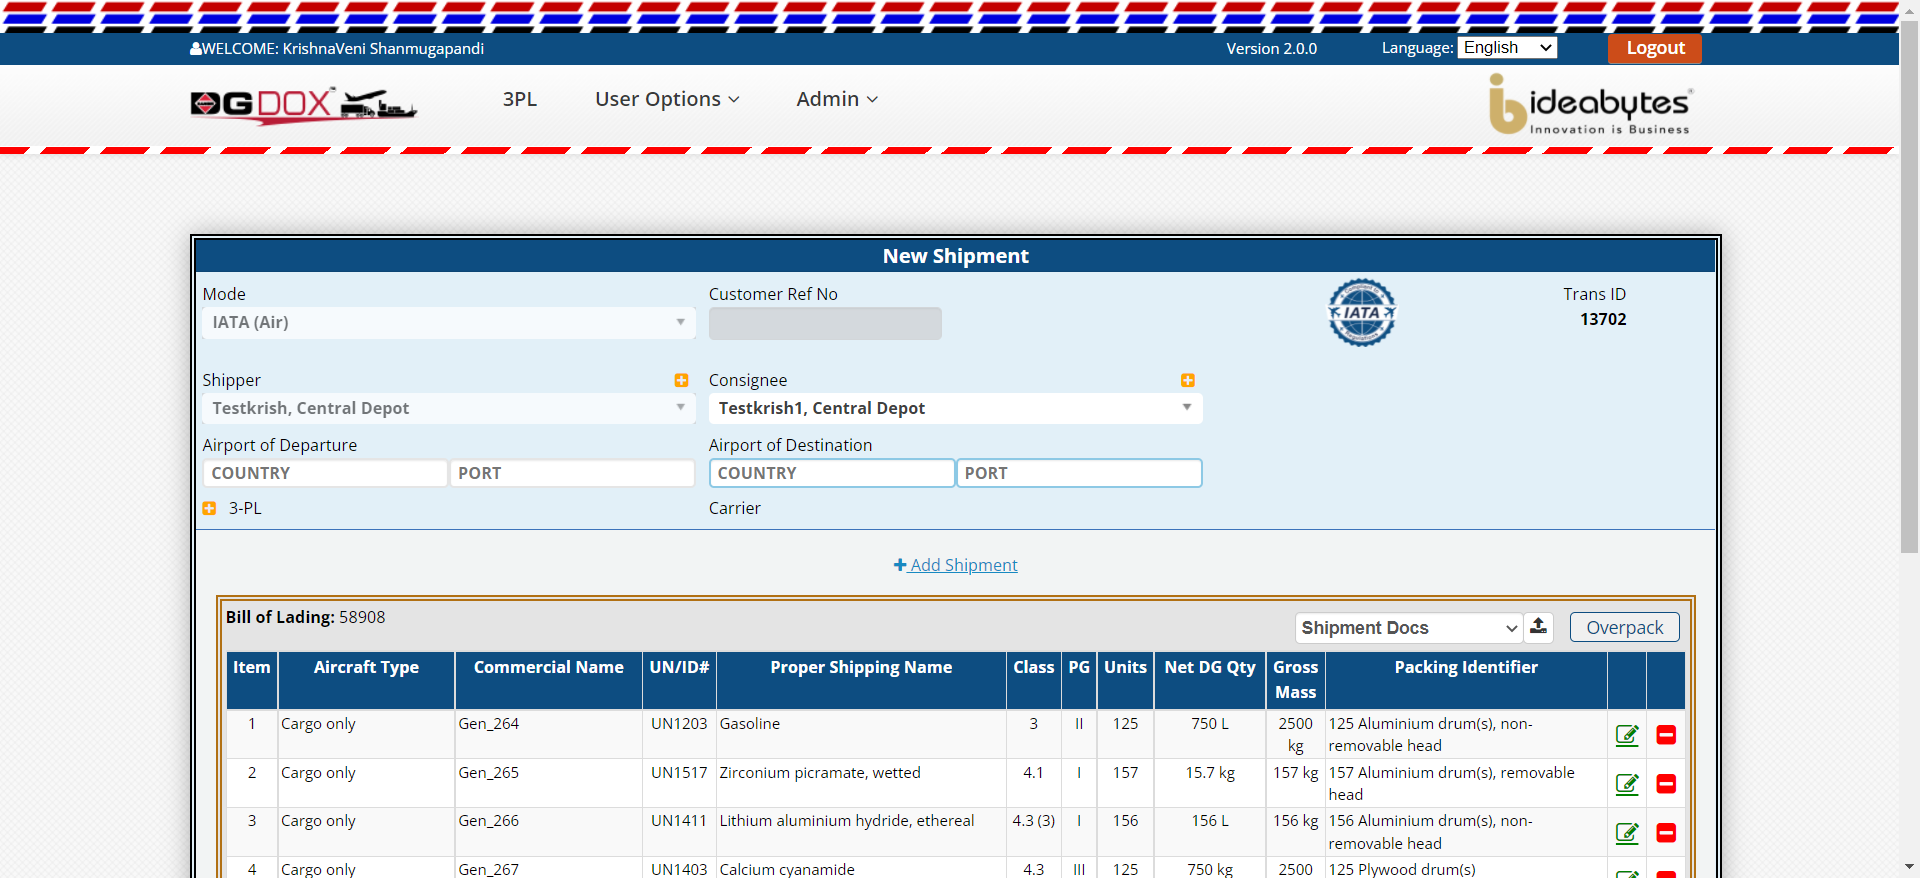 WELCOME: KrishnaVeni Shanmugapandi
Version 2.0.0
Language: English
Logout
DGDOX™
3PL
User Options
Admin
ideabytes®
Innovation is Business
New Shipment
Mode
Customer Ref No
IATA
Trans ID
IATA (Air)
13702
Shipper
Consignee
Testkrish, Central Depot
Testkrish1, Central Depot
Airport of Departure
Airport of Destination
COUNTRY PORT
COUNTRY PORT
3-PL
Carrier
Add Shipment
Bill of Lading: 58908
Shipment Docs
Overpack
Item Aircraft Type Commercial Name UN/ID# Proper Shipping Name Class PG Units Net DG Qty Gross Mass Packing Identifier
1 Cargo only Gen_264 UN1203 Gasoline 3 II 125 750 L 2500 kg 125 Aluminium drum(s), non-removable head
2 Cargo only Gen_265 UN1517 Zirconium picramate, wetted 4.1 I 157 15.7 kg 157 kg 157 Aluminium drum(s), removable head
3 Cargo only Gen_266 UN1411 Lithium aluminium hydride, ethereal 4.3 (3) I 156 156 L 156 kg 156 Aluminium drum(s), non-removable head
4 Cargo only Gen_267 UN1403 Calcium cyanamide 4.3 III 125 750 kg 2500 125 Plywood drum(s)